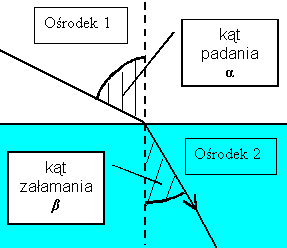 Ośrodek 1
kąt
padania
α
Ośrodek 2
kąt
załamania
β